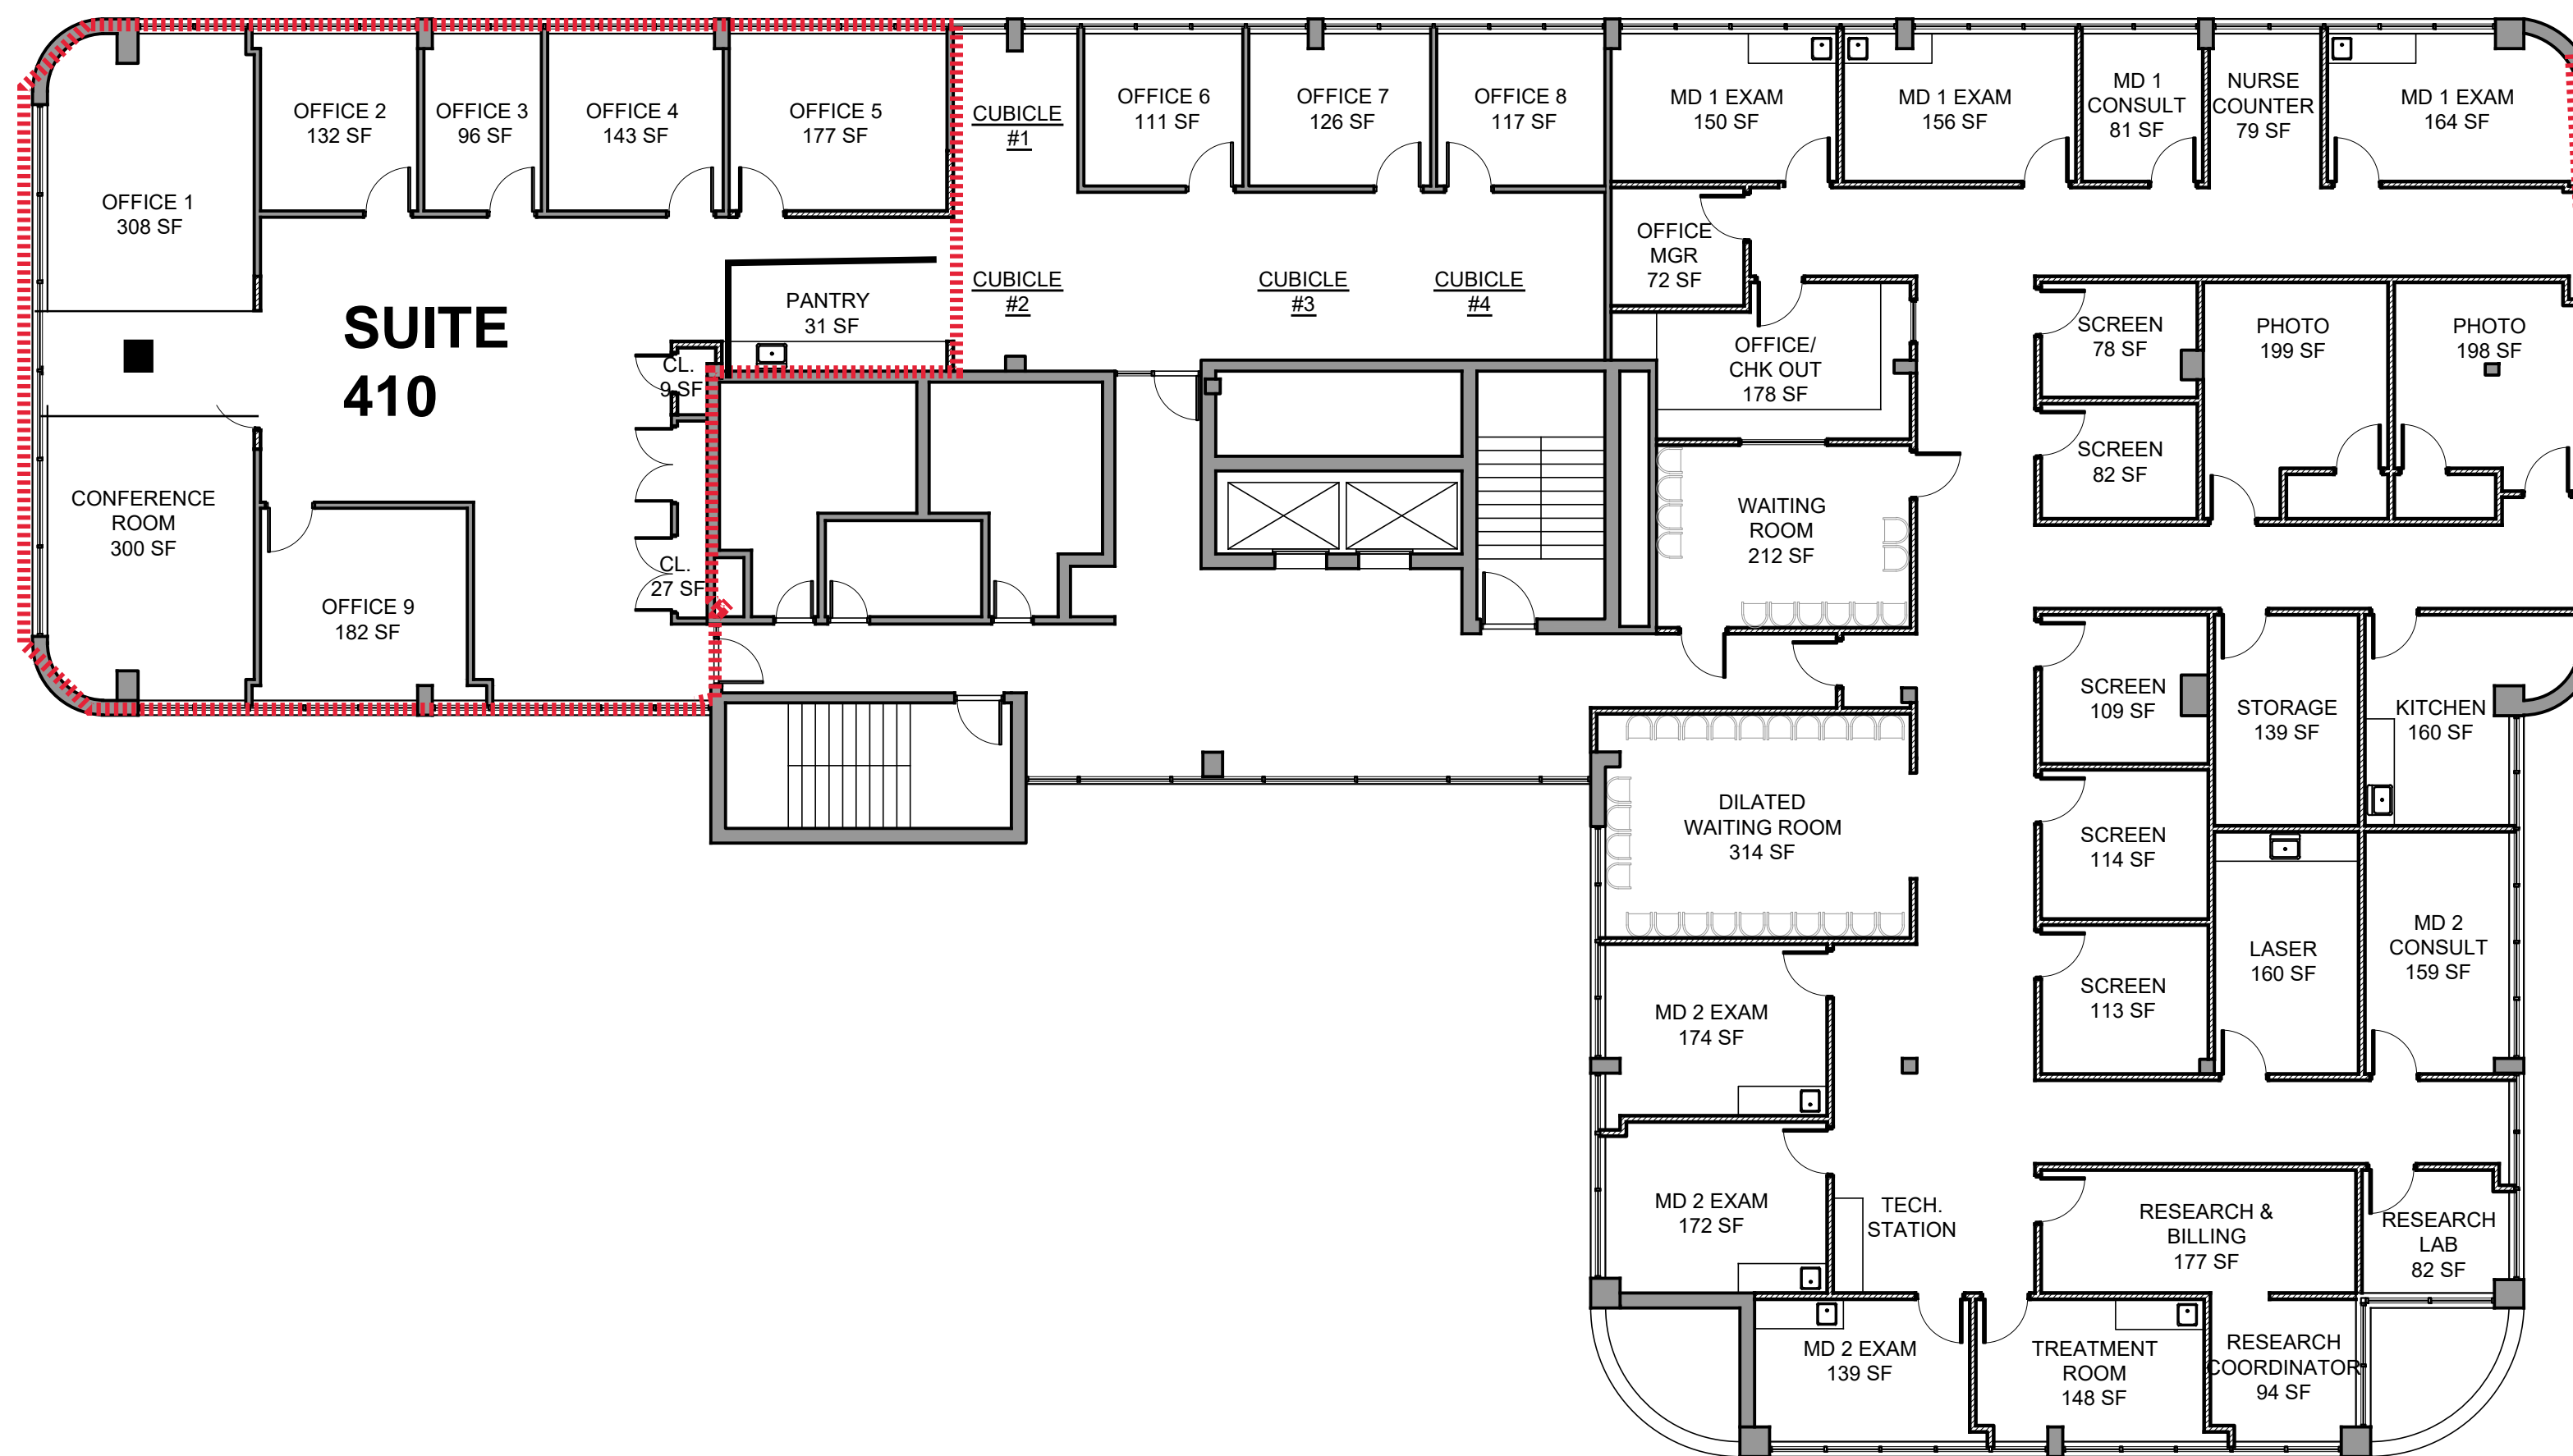 OFFICE 1
308 SF
OFFICE 2
132 SF
OFFICE 3
96 SF
OFFICE 4
143 SF
OFFICE 5
177 SF
CUBICLE
#1
OFFICE 6
111 SF
OFFICE 7
126 SF
OFFICE 8
117 SF
MD 1 EXAM
150 SF
MD 1 EXAM
156 SF
MD 1
CONSULT
81 SF
NURSE
COUNTER
79 SF
MD 1 EXAM
164 SF
SUITE
410
PANTRY
31 SF
CUBICLE
#2
CUBICLE
#3
CUBICLE
#4
OFFICE
MGR
72 SF
OFFICE/
CHK OUT
178 SF
SCREEN
78 SF
PHOTO
199 SF
PHOTO
198 SF
CL.
9 SF
SCREEN
82 SF
CONFERENCE
ROOM
300 SF
WAITING
ROOM
212 SF
CL.
27 SF
OFFICE 9
182 SF
SCREEN
109 SF
STORAGE
139 SF
KITCHEN
160 SF
DILATED
WAITING ROOM
314 SF
SCREEN
114 SF
LASER
160 SF
MD 2
CONSULT
159 SF
MD 2 EXAM
174 SF
SCREEN
113 SF
MD 2 EXAM
172 SF
TECH.
STATION
RESEARCH &
BILLING
177 SF
RESEARCH
LAB
82 SF
MD 2 EXAM
139 SF
TREATMENT
ROOM
148 SF
RESEARCH
COORDINATOR
94 SF